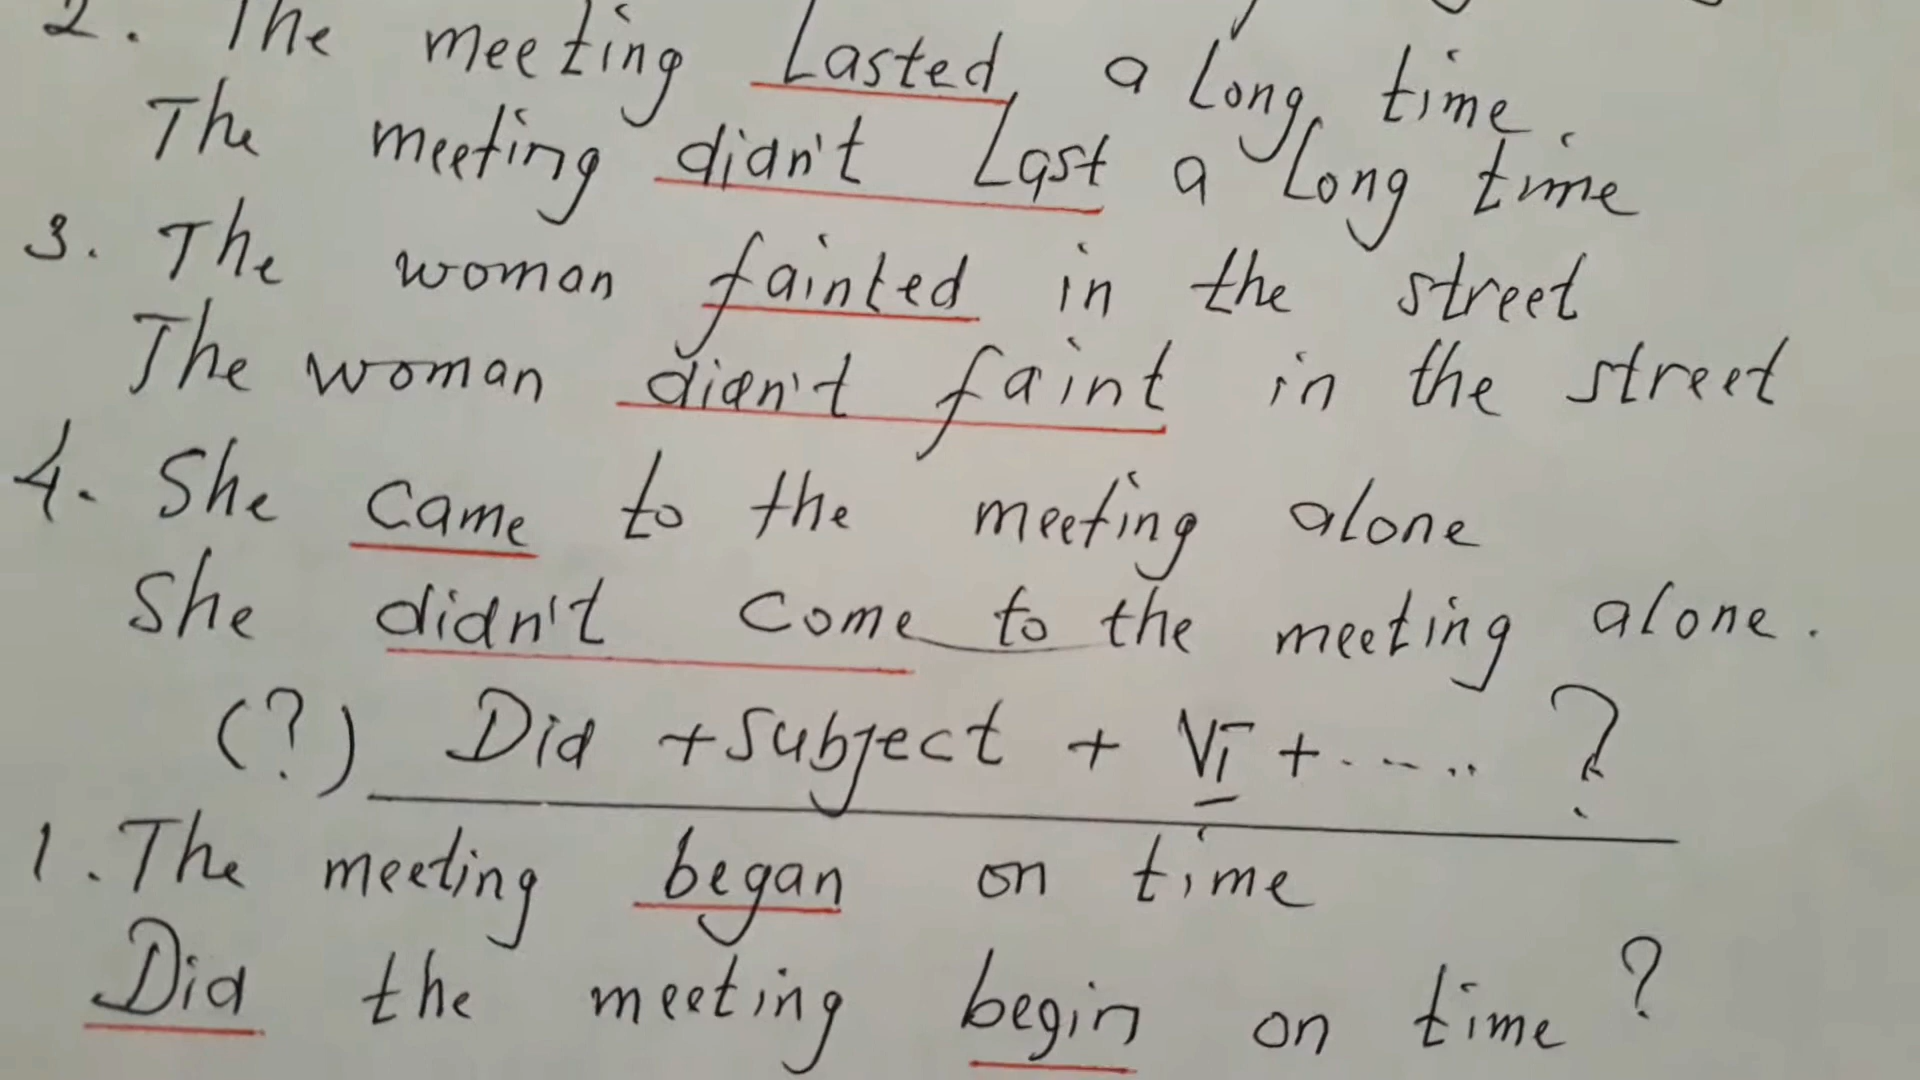 2. The meeting Lasted a Long time.
The meeting didn't Last a Long time
3. The woman fainted in the street
The woman didn't faint in the street
4. She came to the meeting alone
She didn't come to the meeting alone.
(?) Did + Subject + VI + ..... ?
1. The meeting began on time
Did the meeting begin on time ?